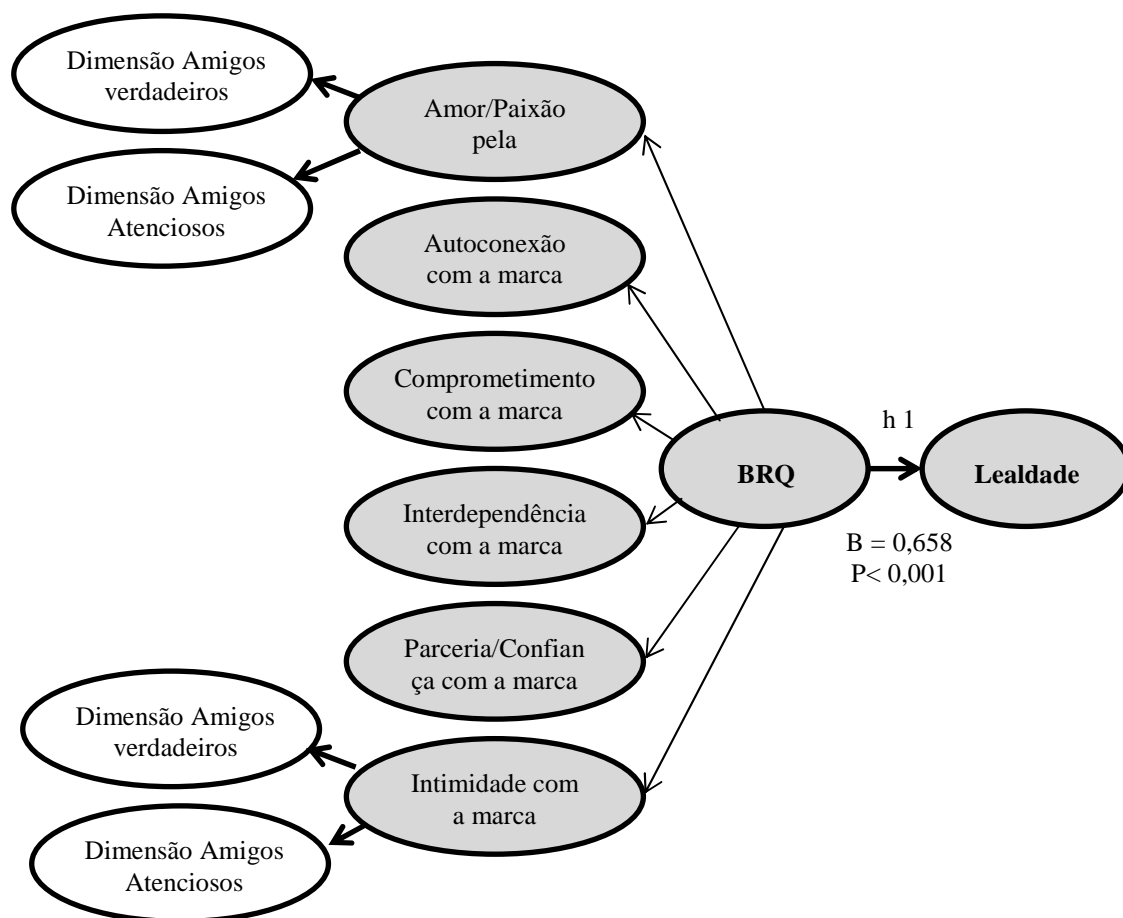 Dimensão Amigos
verdadeiros
Amor/Paixão
pela
Dimensão Amigos
Atenciosos
Autoconexão
com a marca
Comprometimento
com a marca
h 1
BRQ
Lealdade
Interdependência
com a marca
B = 0,658
P< 0,001
Parceria/Confian
ça com a marca
Dimensão Amigos
verdadeiros
Intimidade com
a marca
Dimensão Amigos
Atenciosos